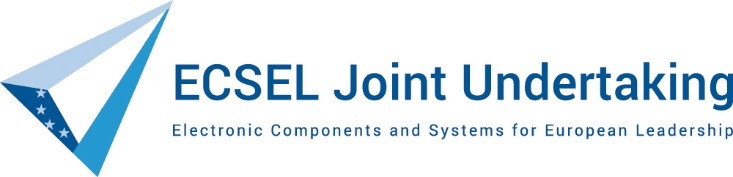 ECSEL Joint Undertaking
Electronic Components and Systems for European Leadership